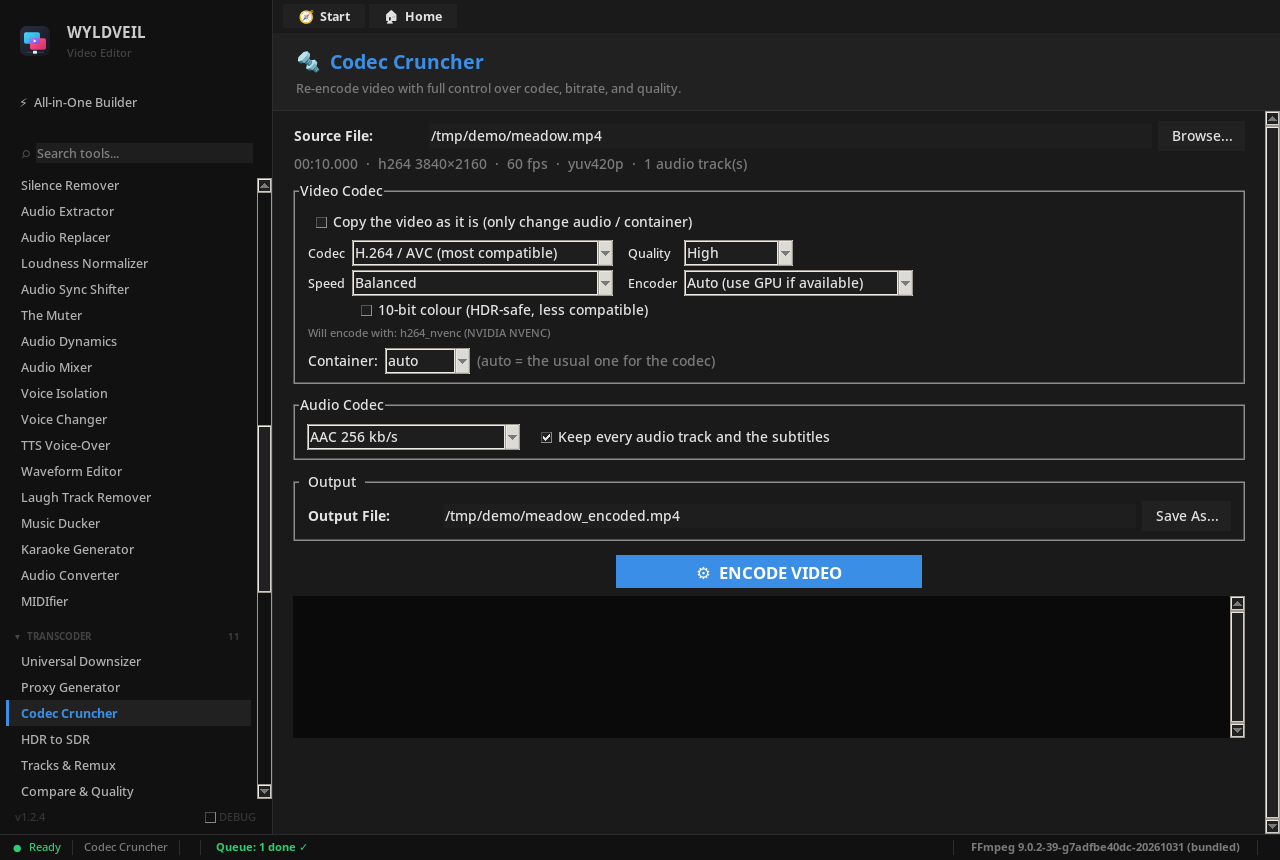 WYLDVEIL
Video Editor
⚡ All-in-One Builder
Search tools...
Silence Remover
Audio Extractor
Audio Replacer
Loudness Normalizer
Audio Sync Shifter
The Muter
Audio Dynamics
Audio Mixer
Voice Isolation
Voice Changer
TTS Voice-Over
Waveform Editor
Laugh Track Remover
Music Ducker
Karaoke Generator
Audio Converter
MIDIfier
▾ TRANSCODER 11
Universal Downsizer
Proxy Generator
Codec Cruncher
HDR to SDR
Tracks & Remux
Compare & Quality
v1.2.4 DEBUG
🧭 Start 🏠 Home
Codec Cruncher
Re-encode video with full control over codec, bitrate, and quality.
Source File: /tmp/demo/meadow.mp4 Browse...
00:10.000 · h264 3840×2160 · 60 fps · yuv420p · 1 audio track(s)
Video Codec
Copy the video as it is (only change audio / container)
Codec H.264 / AVC (most compatible) Quality High
Speed Balanced Encoder Auto (use GPU if available)
10-bit colour (HDR-safe, less compatible)
Will encode with: h264_nvenc (NVIDIA NVENC)
Container: auto (auto = the usual one for the codec)
Audio Codec
AAC 256 kb/s Keep every audio track and the subtitles
Output
Output File: /tmp/demo/meadow_encoded.mp4 Save As...
⚙ ENCODE VIDEO
● Ready Codec Cruncher Queue: 1 done ✓ FFmpeg 9.0.2-39-g7adfbe40dc-20261031 (bundled)